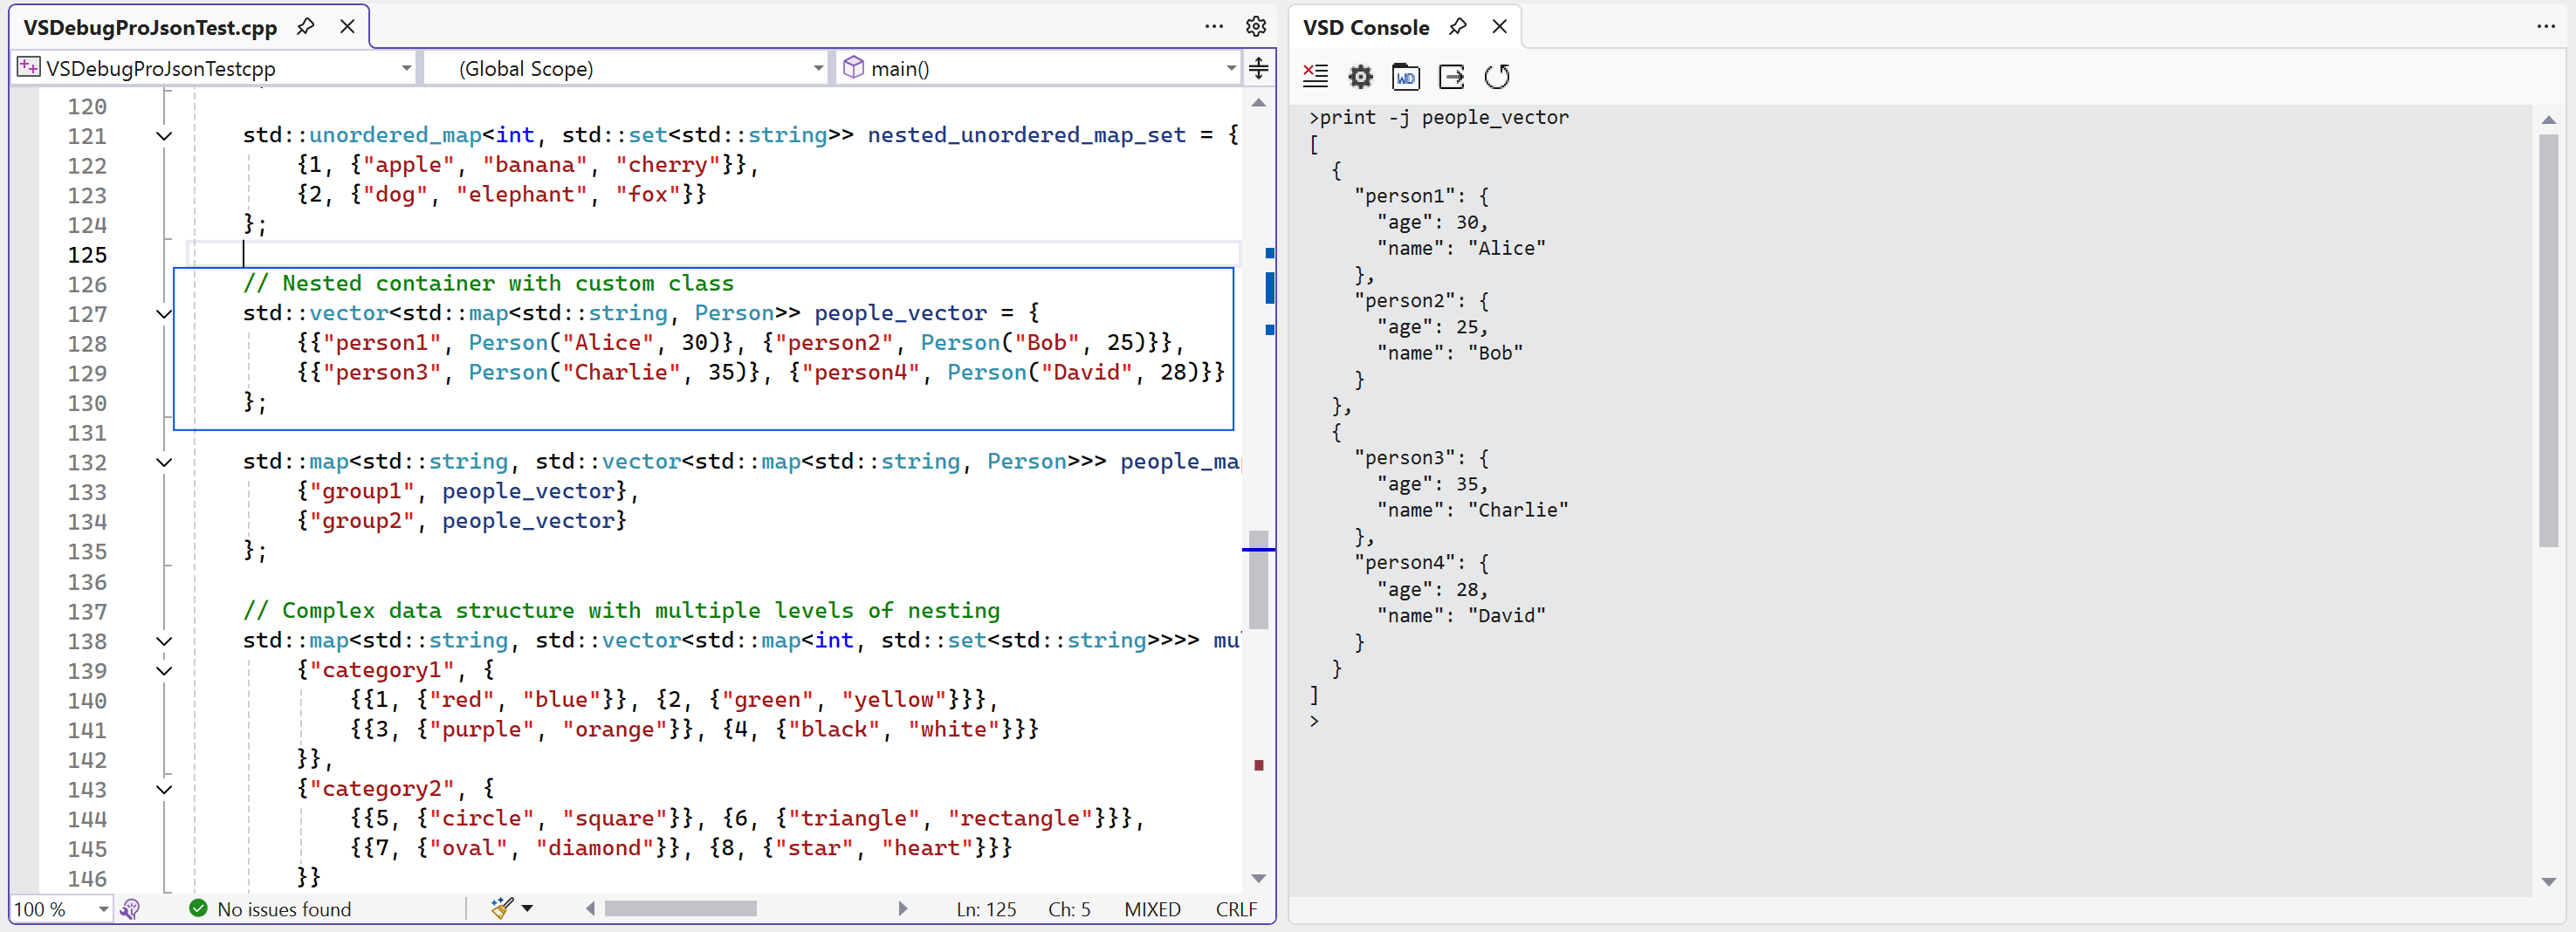 VSDebugProJsonTest.cpp
VSDebugProJsonTestcpp
(Global Scope)
main()
120
121 std::unordered_map<int, std::set<std::string>> nested_unordered_map_set = {
122 {1, {"apple", "banana", "cherry"}},
123 {2, {"dog", "elephant", "fox"}}
124 };
125
126 // Nested container with custom class
127 std::vector<std::map<std::string, Person>> people_vector = {
128 {{"person1", Person("Alice", 30)}, {"person2", Person("Bob", 25)}},
129 {{"person3", Person("Charlie", 35)}, {"person4", Person("David", 28)}}
130 };
131
132 std::map<std::string, std::vector<std::map<std::string, Person>>> people_ma
133 {"group1", people_vector},
134 {"group2", people_vector}
135 };
136
137 // Complex data structure with multiple levels of nesting
138 std::map<std::string, std::vector<std::map<int, std::set<std::string>>>> mu
139 {"category1", {
140 {{1, {"red", "blue"}}, {2, {"green", "yellow"}}},
141 {{3, {"purple", "orange"}}, {4, {"black", "white"}}}
142 }},
143 {"category2", {
144 {{5, {"circle", "square"}}, {6, {"triangle", "rectangle"}}},
145 {{7, {"oval", "diamond"}}, {8, {"star", "heart"}}}
146 }}
100 %
No issues found
Ln: 125
Ch: 5
MIXED
CRLF
VSD Console
WD
>print -j people_vector
[
{
"person1": {
"age": 30,
"name": "Alice"
},
"person2": {
"age": 25,
"name": "Bob"
}
},
{
"person3": {
"age": 35,
"name": "Charlie"
},
"person4": {
"age": 28,
"name": "David"
}
}
]
>